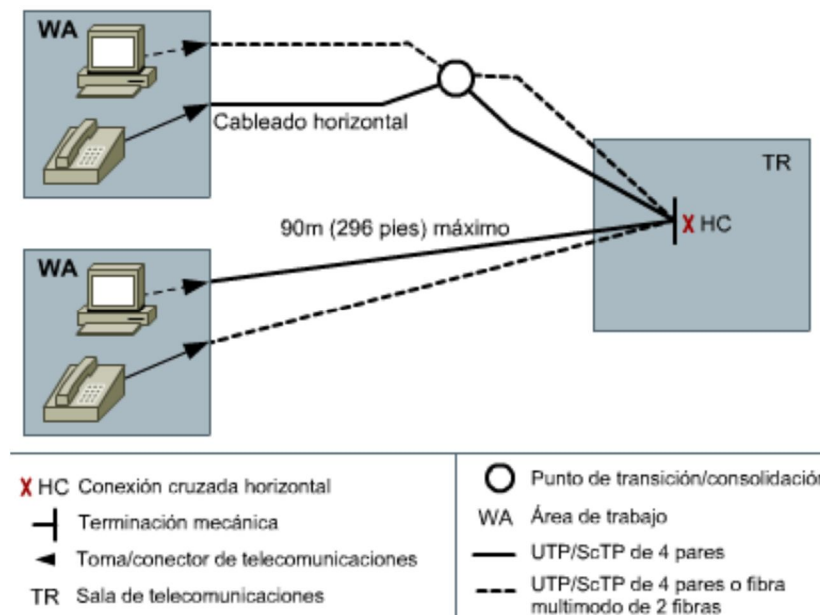 WA
Cableado horizontal
TR
90m (296 pies) máximo
X HC
WA
X HC Conexión cruzada horizontal
Terminación mecánica
Toma/conector de telecomunicaciones
TR Sala de telecomunicaciones
Punto de transición/consolidación
WA Área de trabajo
UTP/ScTP de 4 pares
UTP/ScTP de 4 pares o fibra
multimodo de 2 fibras